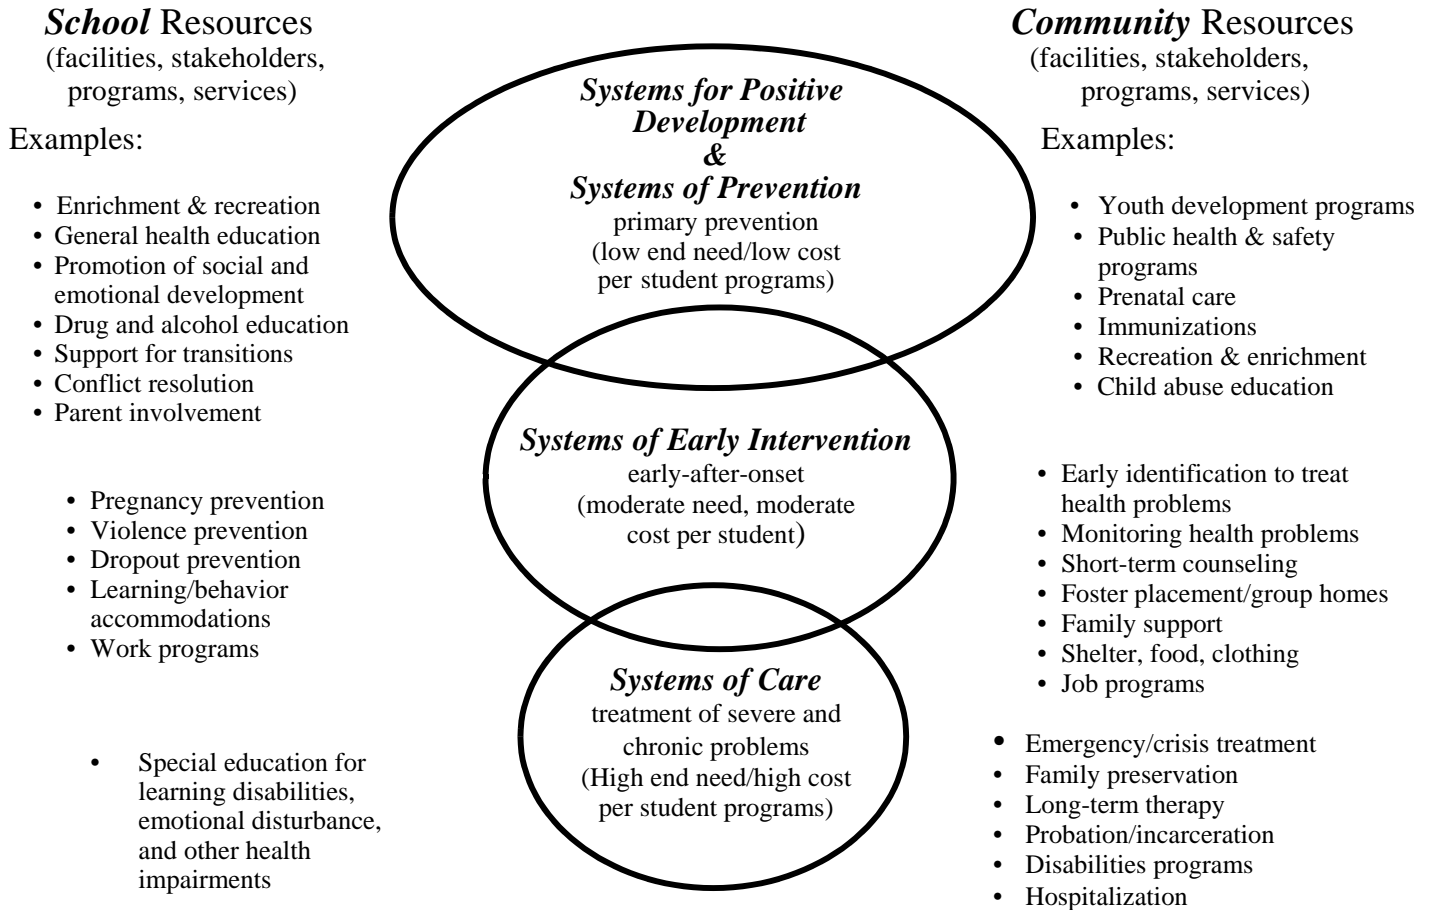 School Resources
(facilities, stakeholders,
programs, services)
Examples:
• Enrichment & recreation
• General health education
• Promotion of social and
emotional development
• Drug and alcohol education
• Support for transitions
• Conflict resolution
• Parent involvement
• Pregnancy prevention
• Violence prevention
• Dropout prevention
• Learning/behavior
accommodations
• Work programs
• Special education for
learning disabilities,
emotional disturbance,
and other health
impairments
Systems for Positive
Development
&
Systems of Prevention
primary prevention
(low end need/low cost
per student programs)
Systems of Early Intervention
early-after-onset
(moderate need, moderate
cost per student)
Systems of Care
treatment of severe and
chronic problems
(High end need/high cost
per student programs)
Community Resources
(facilities, stakeholders,
programs, services)
Examples:
• Youth development programs
• Public health & safety
programs
• Prenatal care
• Immunizations
• Recreation & enrichment
• Child abuse education
• Early identification to treat
health problems
• Monitoring health problems
• Short-term counseling
• Foster placement/group homes
• Family support
• Shelter, food, clothing
• Job programs
• Emergency/crisis treatment
• Family preservation
• Long-term therapy
• Probation/incarceration
• Disabilities programs
• Hospitalization